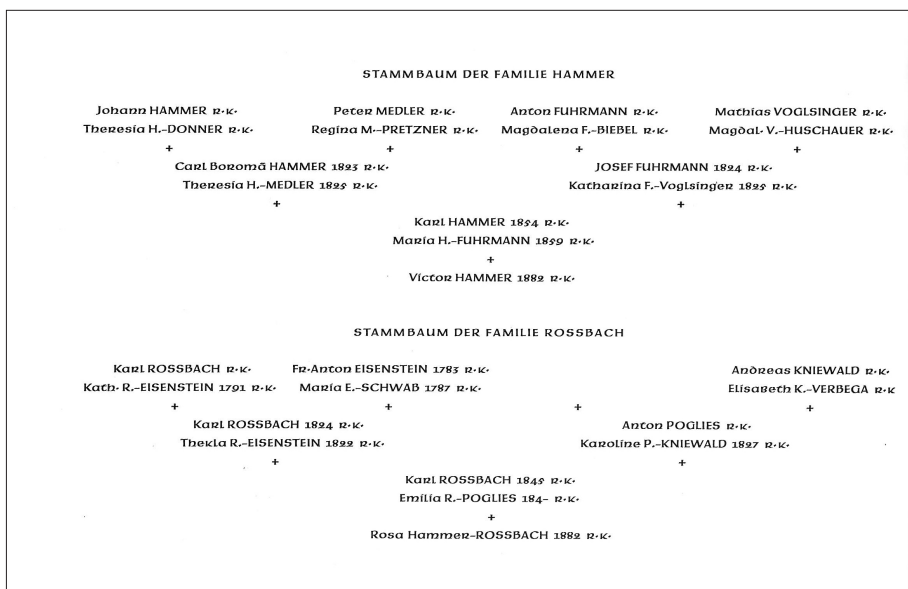 STAMMBAUM DER FAMILIE HAMMER
Johann HAMMER R·K· Peter MEDLER R·K· Anton FUHRMANN R·K· Mathias VOGLSINGER R·K·
Theresia H.-DONNER R·K· Regina M.-PRETZNER R·K· Magdalena F.-BIEBEL R·K· Magdal· V.-HUSCHAUER R·K·
+ + + +
Carl Boromä HAMMER 1823 R·K· JOSEF FUHRMANN 1824 R·K·
Theresia H.-MEDLER 1825 R·K· Katharina F.-Voglsinger 1825 R·K·
+ +
Karl HAMMER 1854 R·K·
Maria H.-FUHRMANN 1859 R·K·
+
Victor HAMMER 1882 R·K·
STAMMBAUM DER FAMILIE ROSSBACH
Karl ROSSBACH R·K· Fr·Anton EISENSTEIN 1783 R·K· Andreas KNIEWALD R·K·
Kath· R.-EISENSTEIN 1791 R·K· Maria E.-SCHWAB 1787 R·K· Elisabeth K.-VERBEGA R·K
+ + + +
Karl ROSSBACH 1824 R·K· Anton POGLIES R·K·
Thekla R.-EISENSTEIN 1822 R·K· Karoline P.-KNIEWALD 1827 R·K·
+ +
Karl ROSSBACH 1845 R·K·
Emilia R.-POGLIES 184- R·K·
+
Rosa Hammer-ROSSBACH 1882 R·K·